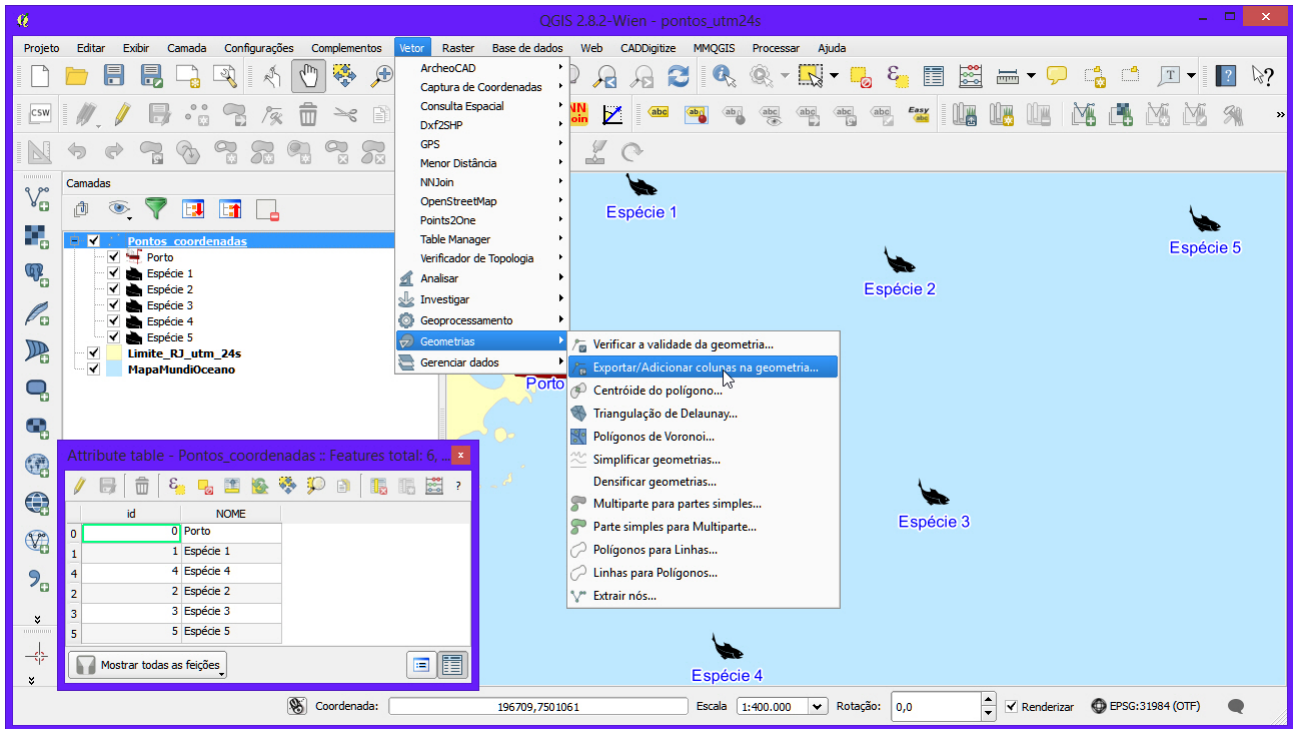 QGIS 2.8.2-Wien - pontos_utm24s
Projeto Editar Exibir Camada Configurações Complementos Vetor Raster Base de dados Web CADDigitize MMQGIS Processar Ajuda
ArcheoCAD
Captura de Coordenadas
Consulta Espacial
Dxf2SHP
GPS
Menor Distância
NNJoin
OpenStreetMap
Points2One
Table Manager
Verificador de Topologia
Analisar
Investigar
Geoprocessamento
Geometrias
Gerenciar dados
Verificar a validade da geometria...
Exportar/Adicionar colunas na geometria...
Centróide do polígono...
Triangulação de Delaunay...
Polígonos de Voronoi...
Simplificar geometrias...
Densificar geometrias...
Multiparte para partes simples...
Parte simples para Multiparte...
Polígonos para Linhas...
Linhas para Polígonos...
Extrair nós...
CSW
abc
Easy
Camadas
Pontos_coordenadas
Porto
Espécie 1
Espécie 2
Espécie 3
Espécie 4
Espécie 5
Limite_RJ_utm_24s
MapaMundiOceano
Espécie 1
Espécie 5
Espécie 2
Porto
Espécie 3
Espécie 4
Attribute table - Pontos_coordenadas :: Features total: 6, ...
id NOME
0 0 Porto
1 1 Espécie 1
4 4 Espécie 4
2 2 Espécie 2
3 3 Espécie 3
5 5 Espécie 5
Mostrar todas as feições
Coordenada: 196709,7501061 Escala 1:400.000 Rotação: 0,0 Renderizar EPSG:31984 (OTF)